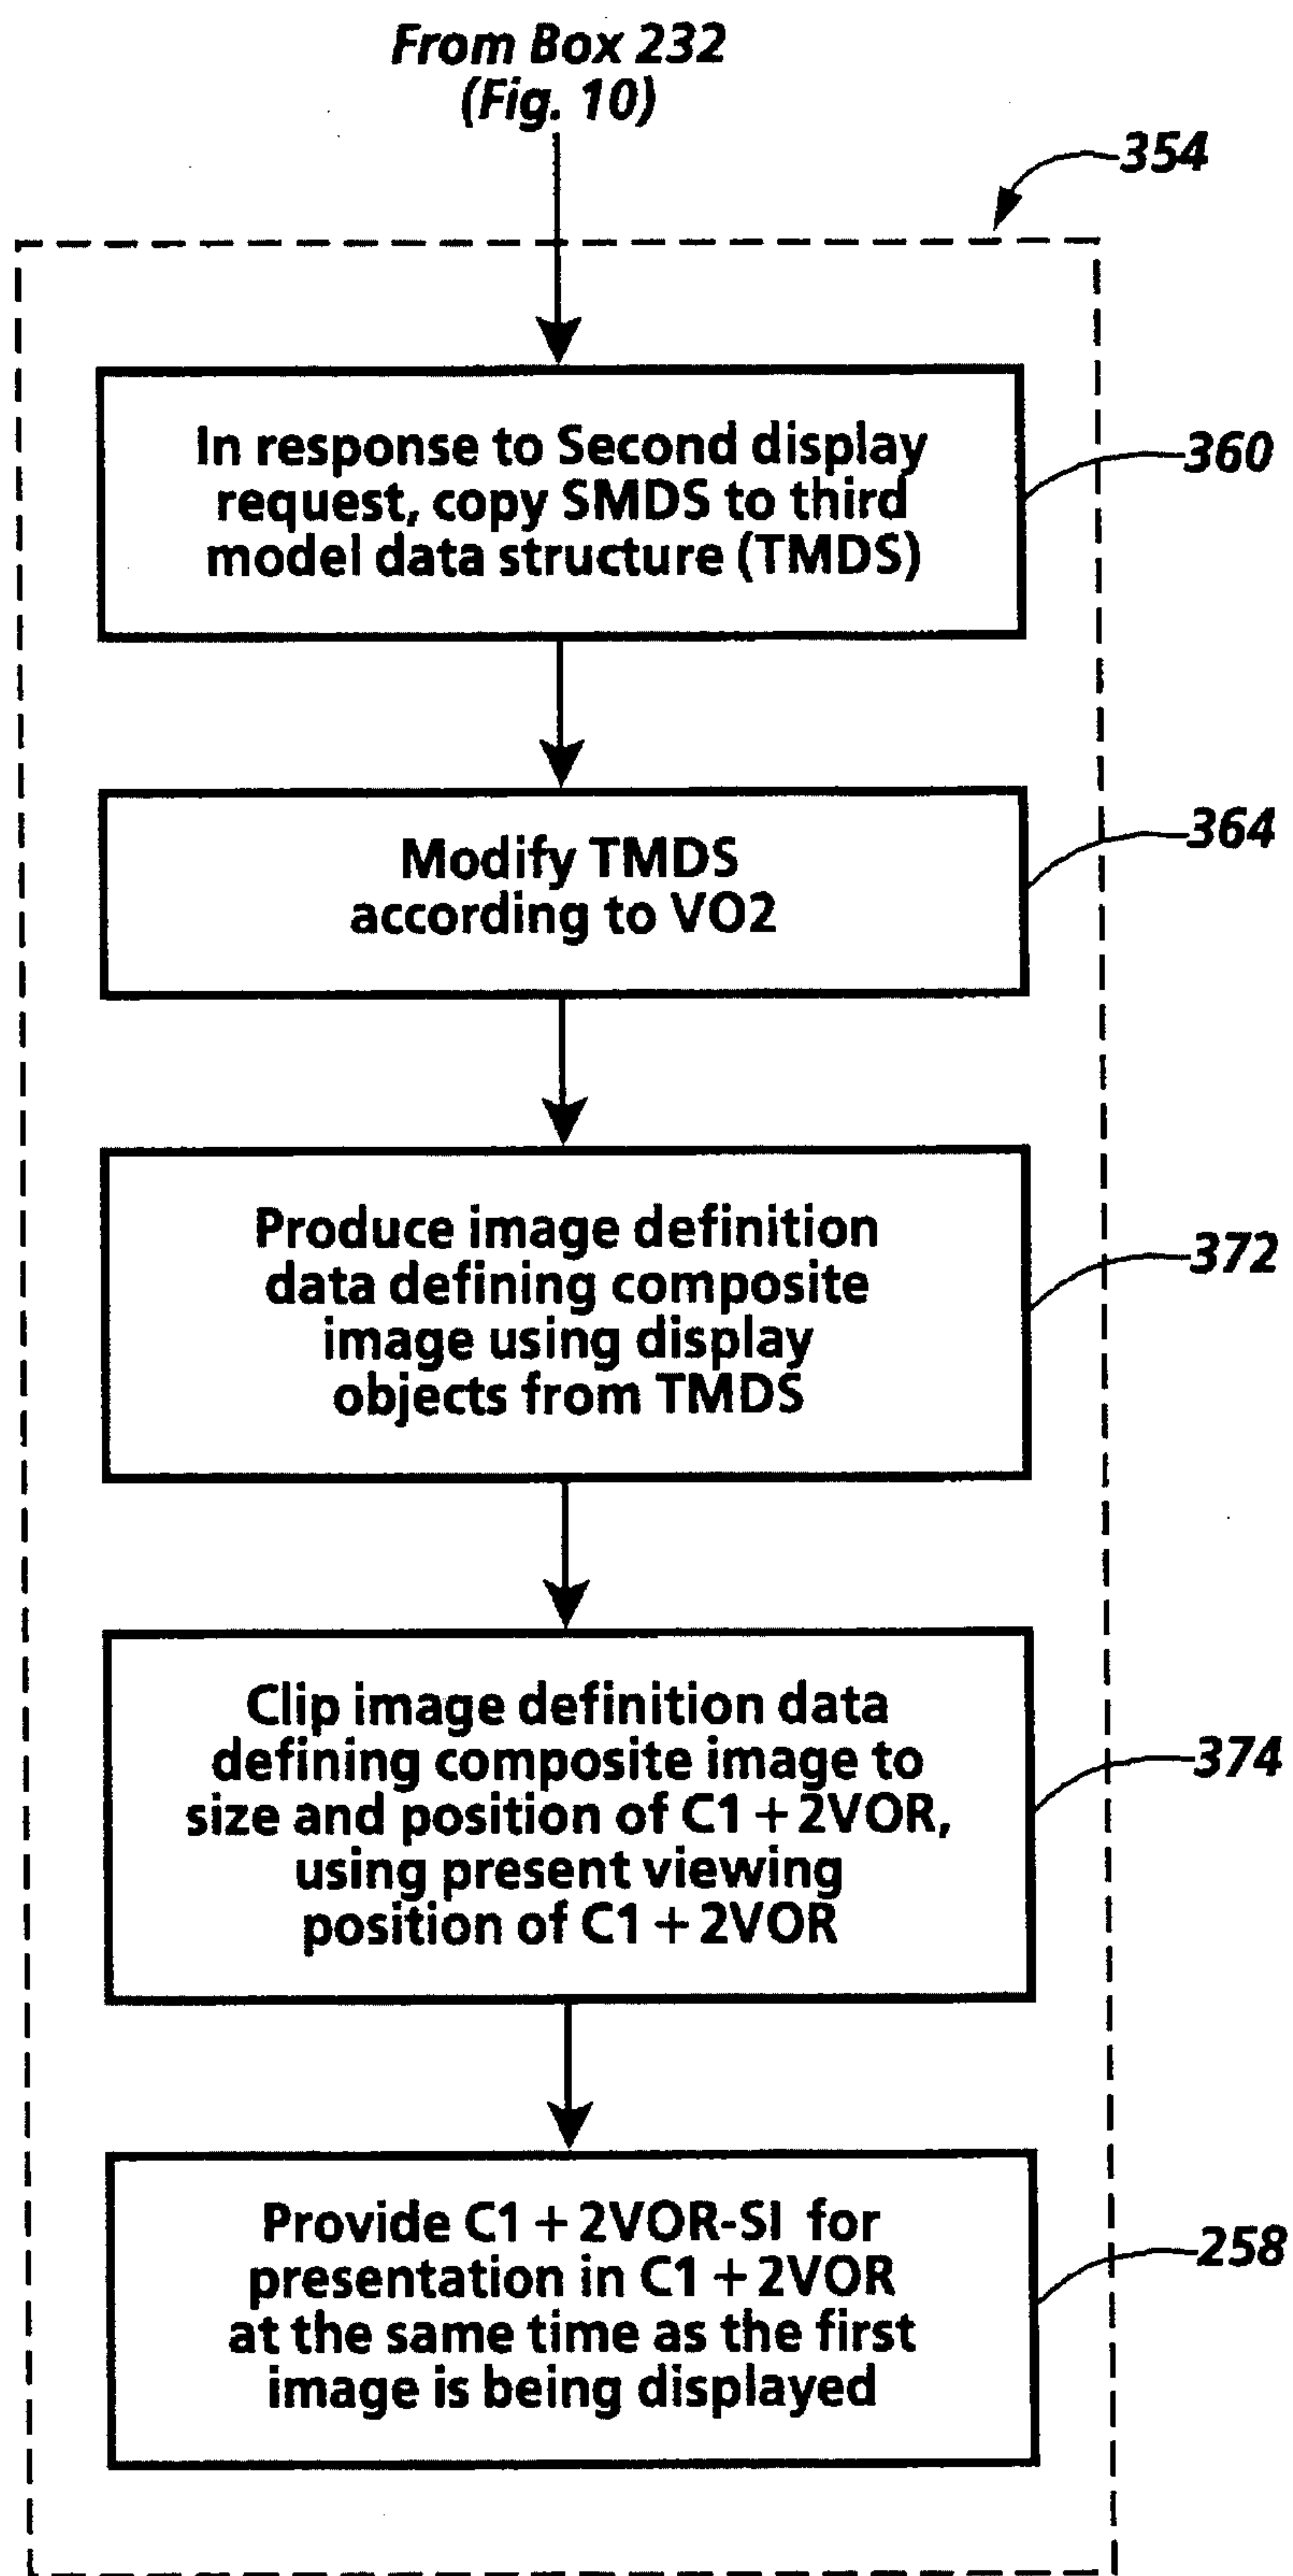 From Box 232
(Fig. 10)
354
In response to Second display
request, copy SMDS to third
model data structure (TMDS)
360
Modify TMDS
according to VO2
364
Produce image definition
data defining composite
image using display
objects from TMDS
372
Clip image definition data
defining composite image to
size and position of C1 + 2VOR,
using present viewing
position of C1 + 2VOR
374
Provide C1 + 2VOR-SI for
presentation in C1 + 2VOR
at the same time as the first
image is being displayed
258